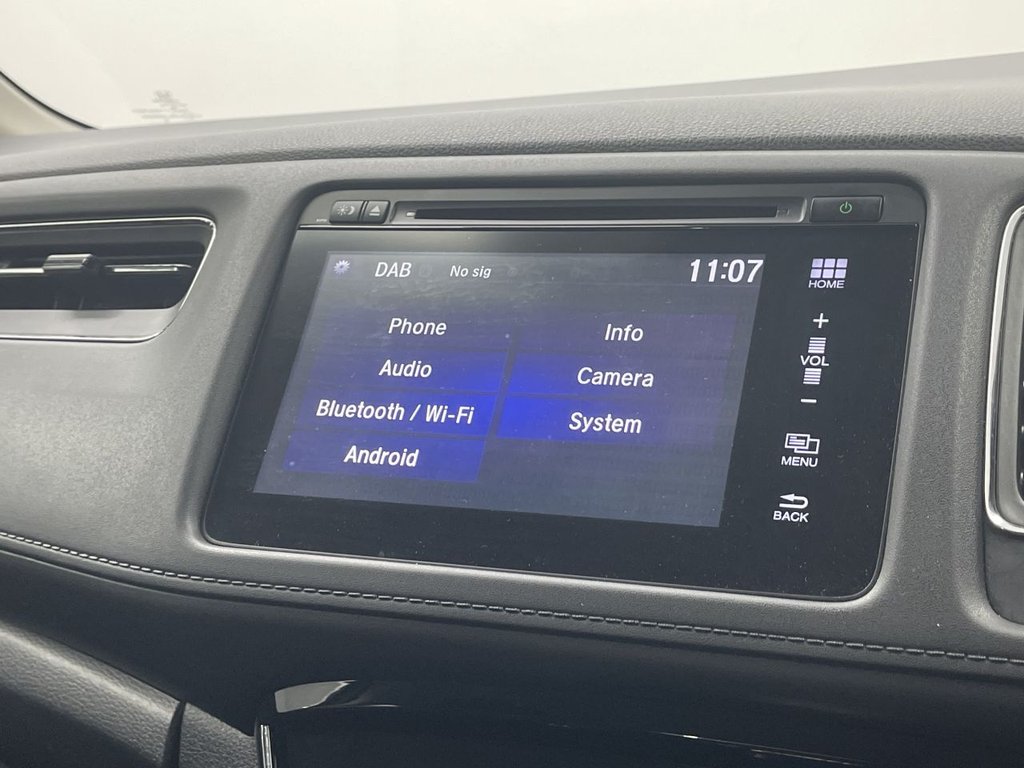 DAB No sig 11:07
Phone
Audio
Bluetooth / Wi-Fi
Android
Info
Camera
System
HOME
+
VOL
−
MENU
BACK